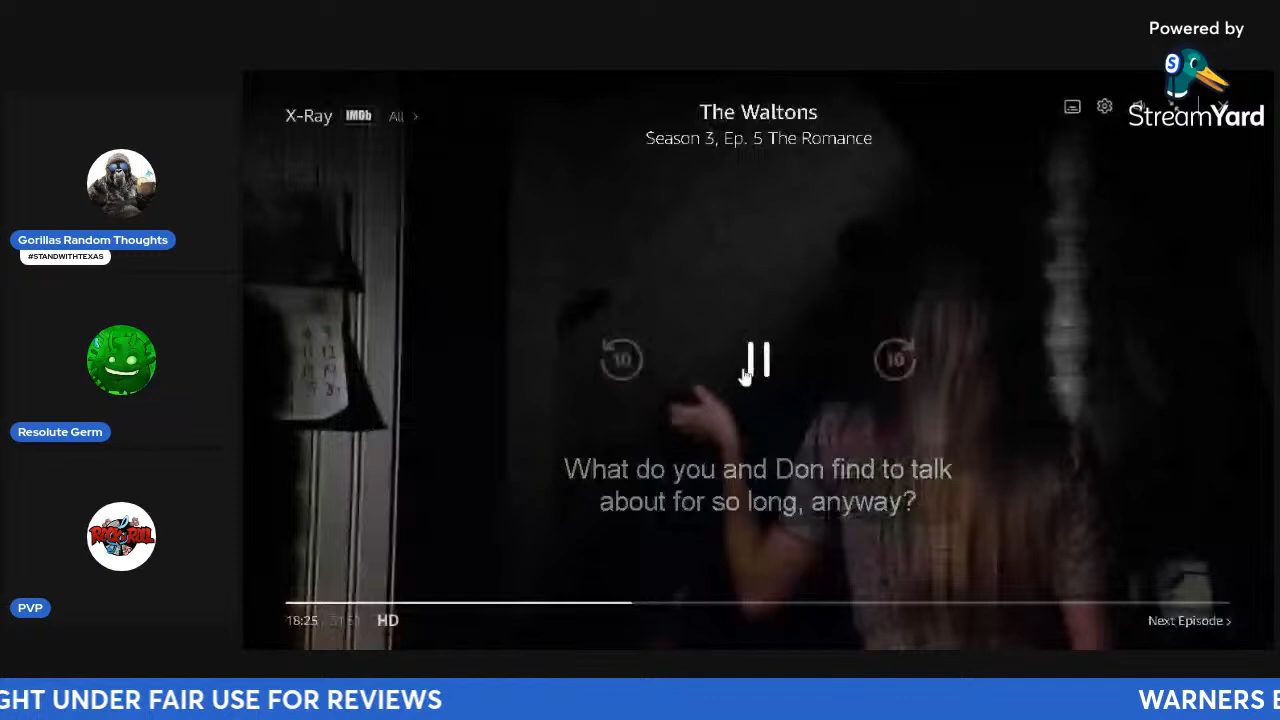 Powered by
StreamYard
X-Ray IMDb All ›
The Waltons
Season 3, Ep. 5 The Romance
10
10
What do you and Don find to talk
about for so long, anyway?
18:25
HD
Next Episode ›
Gorillas Random Thoughts
#STANDWITHTEXAS
Resolute Germ
PVP
GHT UNDER FAIR USE FOR REVIEWS
WARNERS